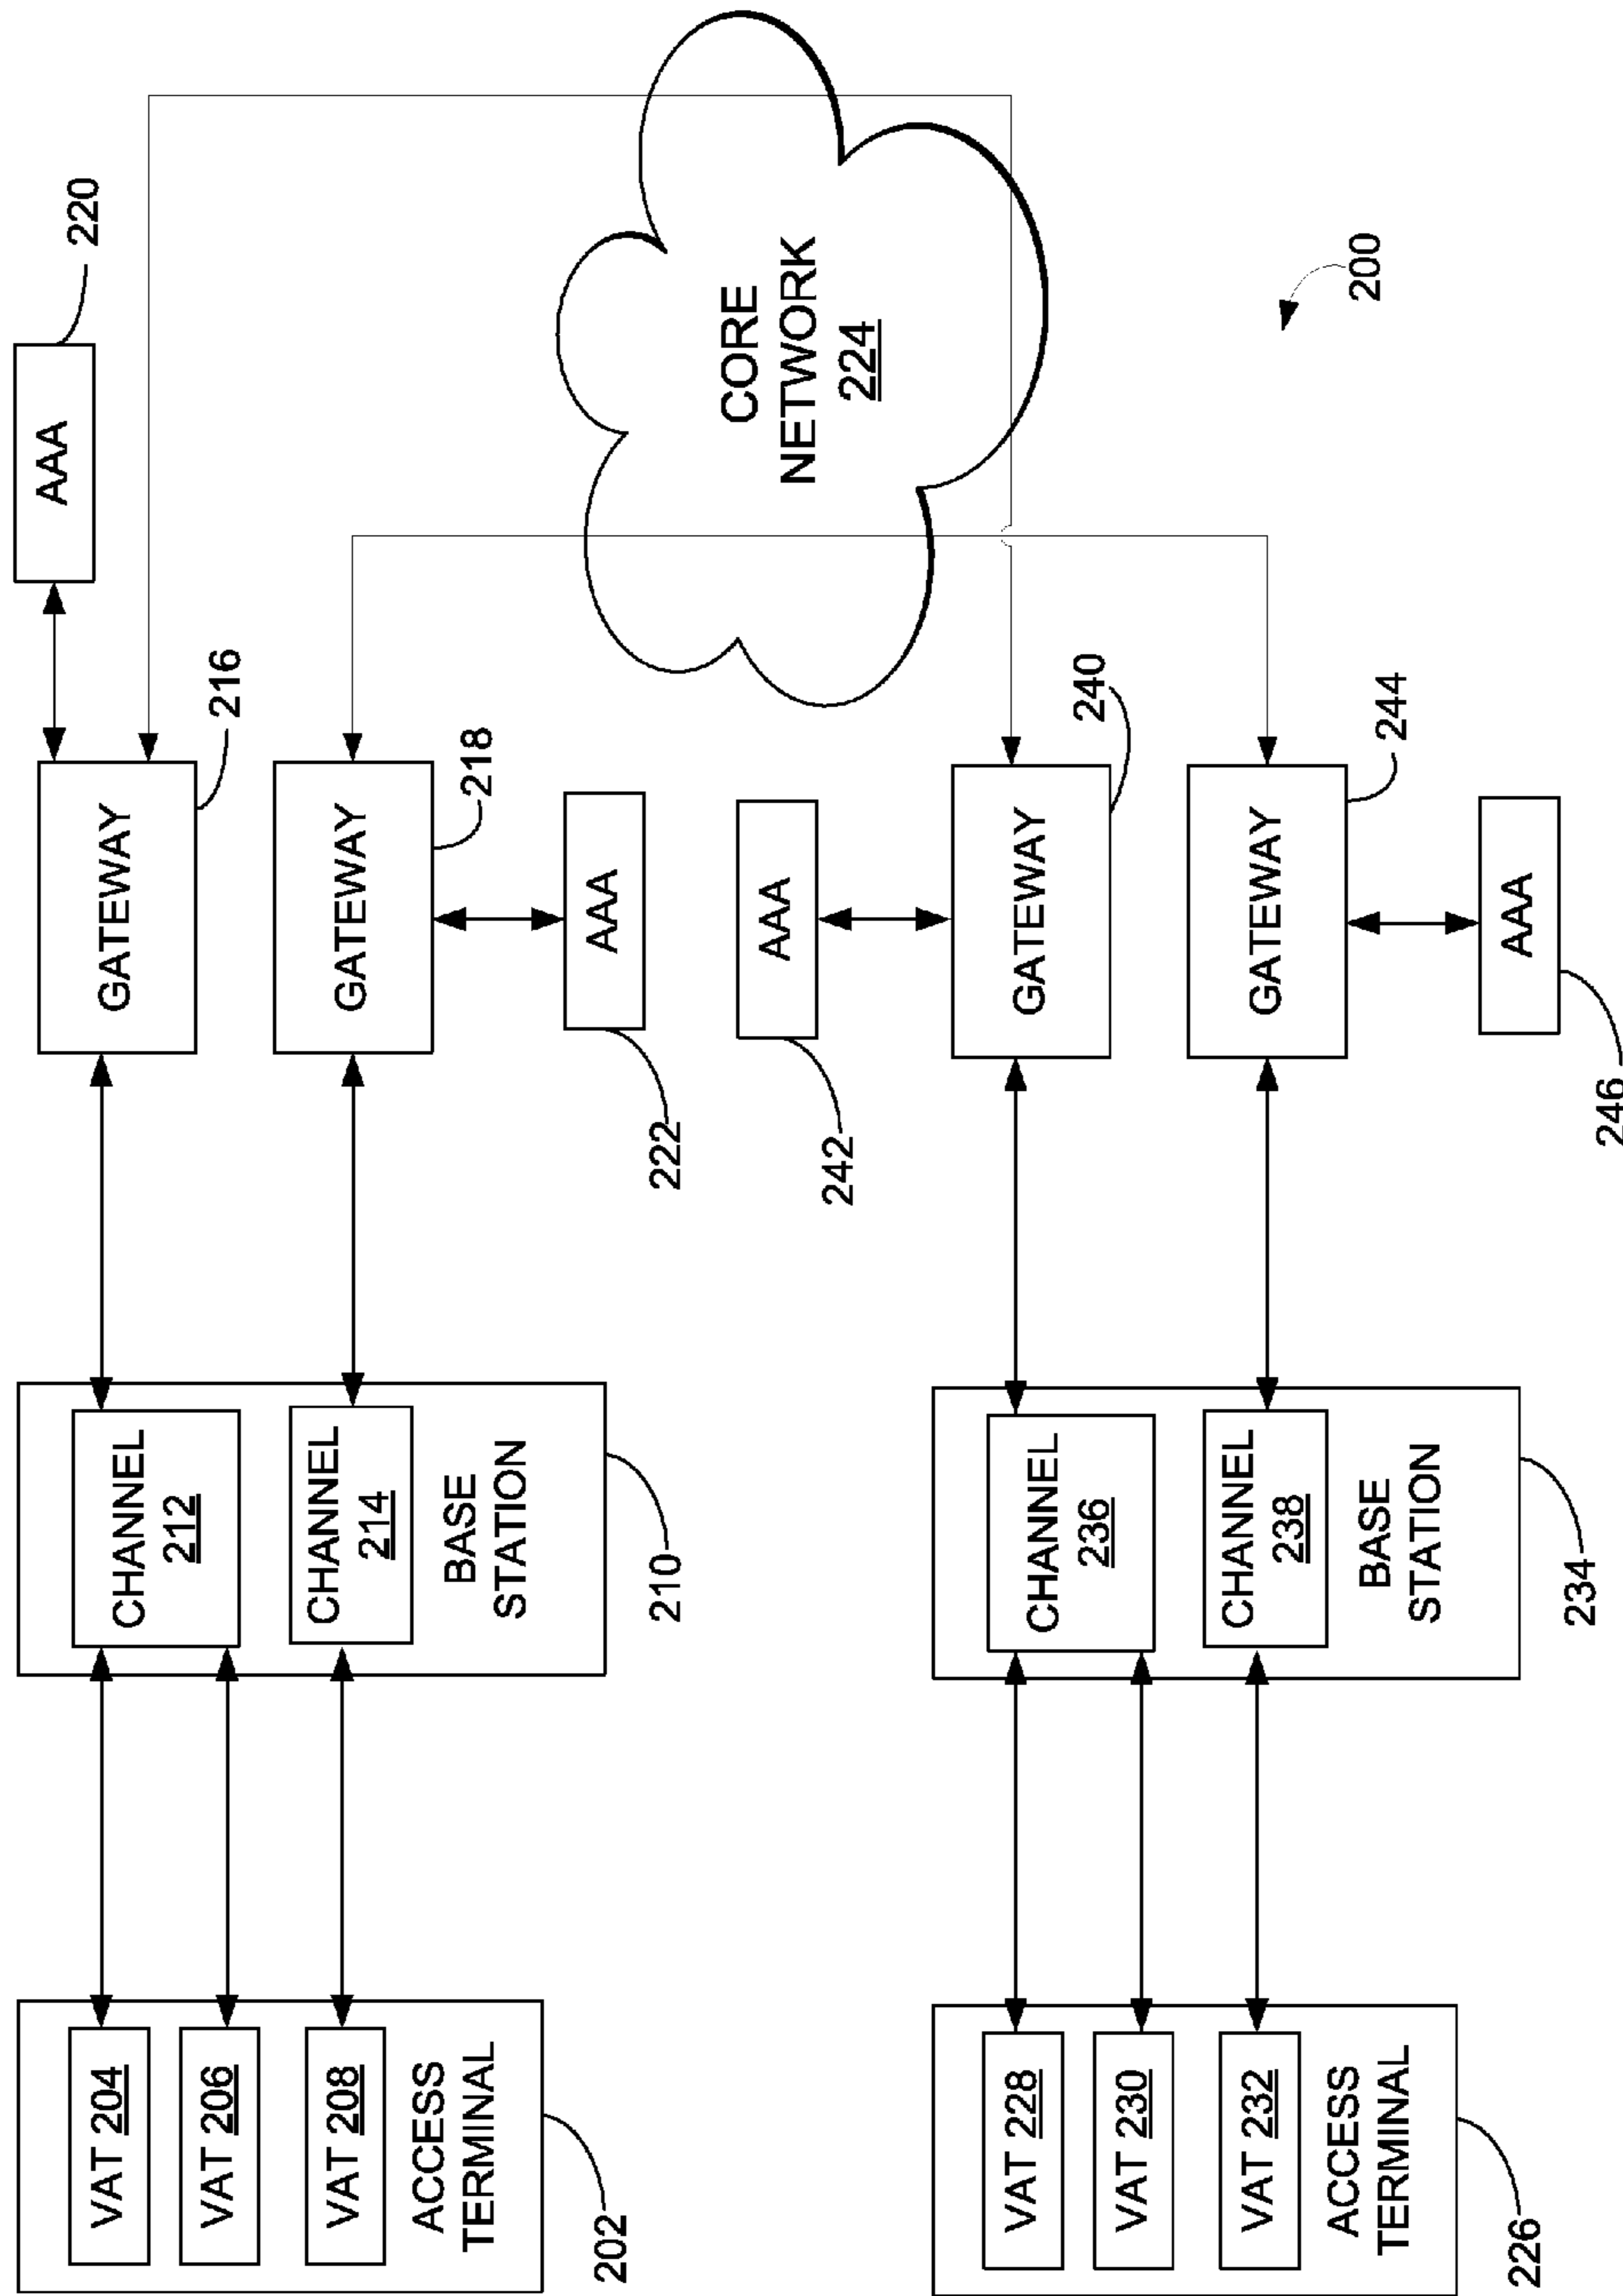 VAT 204
VAT 206
VAT 208
ACCESS
TERMINAL
202
CHANNEL
212
CHANNEL
214
BASE
STATION
210
GATEWAY
216
AAA
220
GATEWAY
218
AAA
222
CORE
NETWORK
224
VAT 228
VAT 230
VAT 232
ACCESS
TERMINAL
226
CHANNEL
236
CHANNEL
238
BASE
STATION
234
AAA
242
GATEWAY
240
GATEWAY
244
AAA
246
200